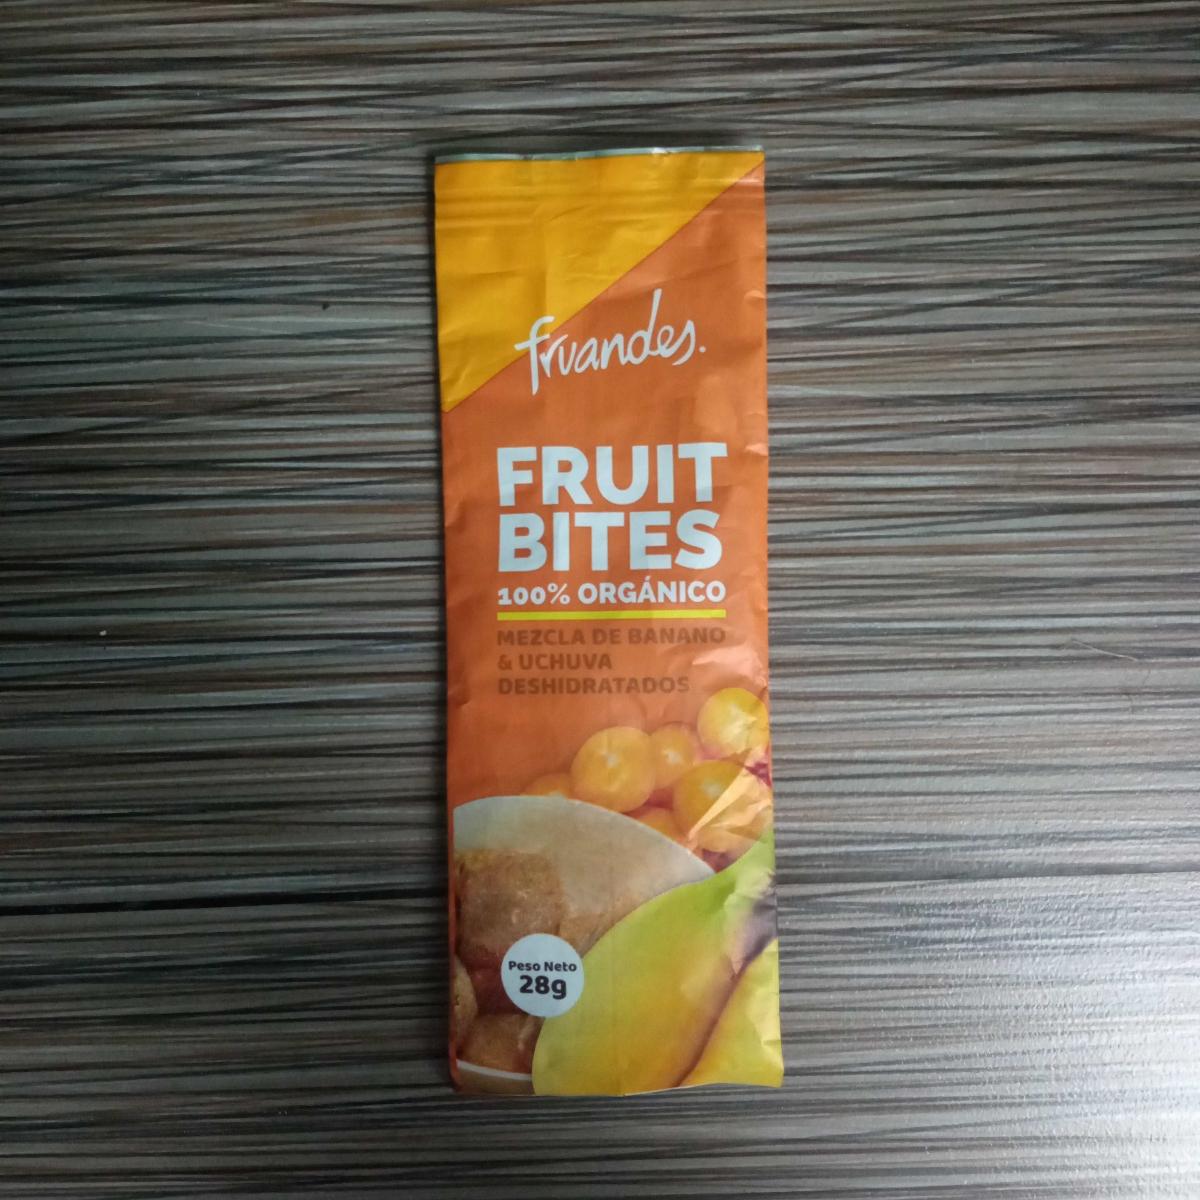 fruandes.
FRUIT
BITES
100% ORGÁNICO
MEZCLA DE BANANO
& UCHUVA
DESHIDRATADOS
Peso Neto
28g